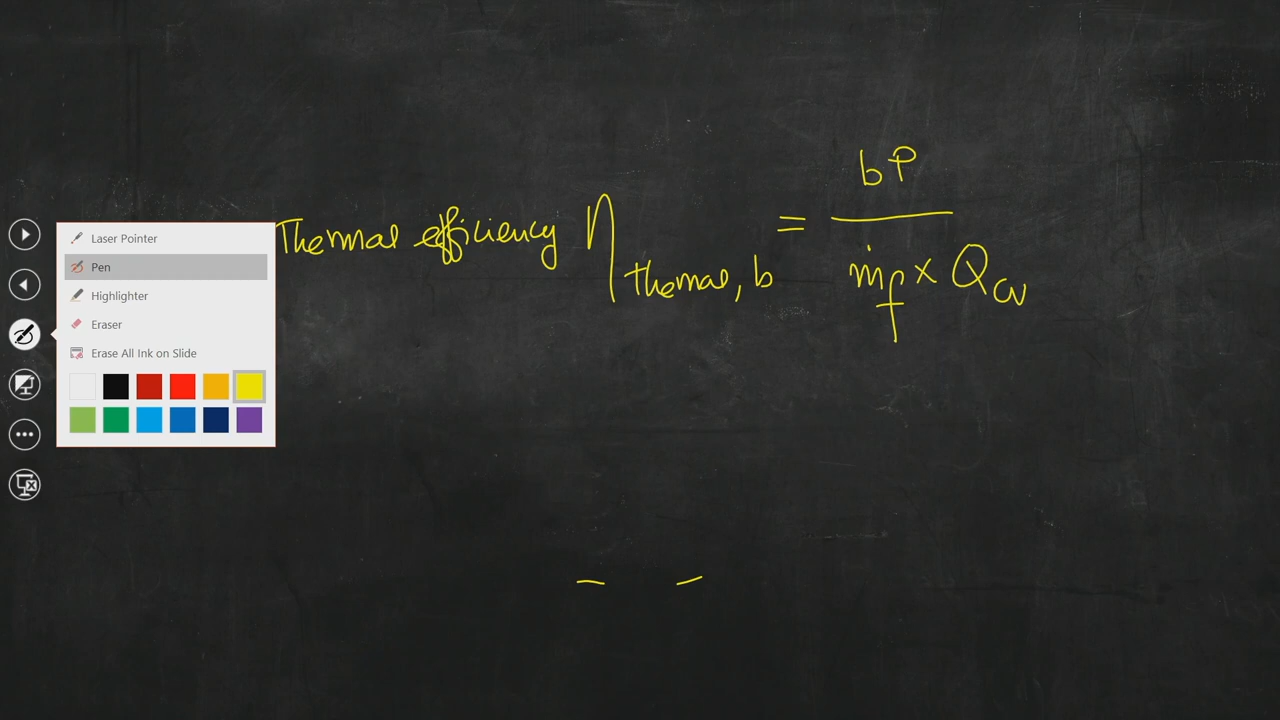 Laser Pointer
Pen
Highlighter
Eraser
Erase All Ink on Slide
Thermal efficiency η thermal, b = bP / ṁf × Qcv